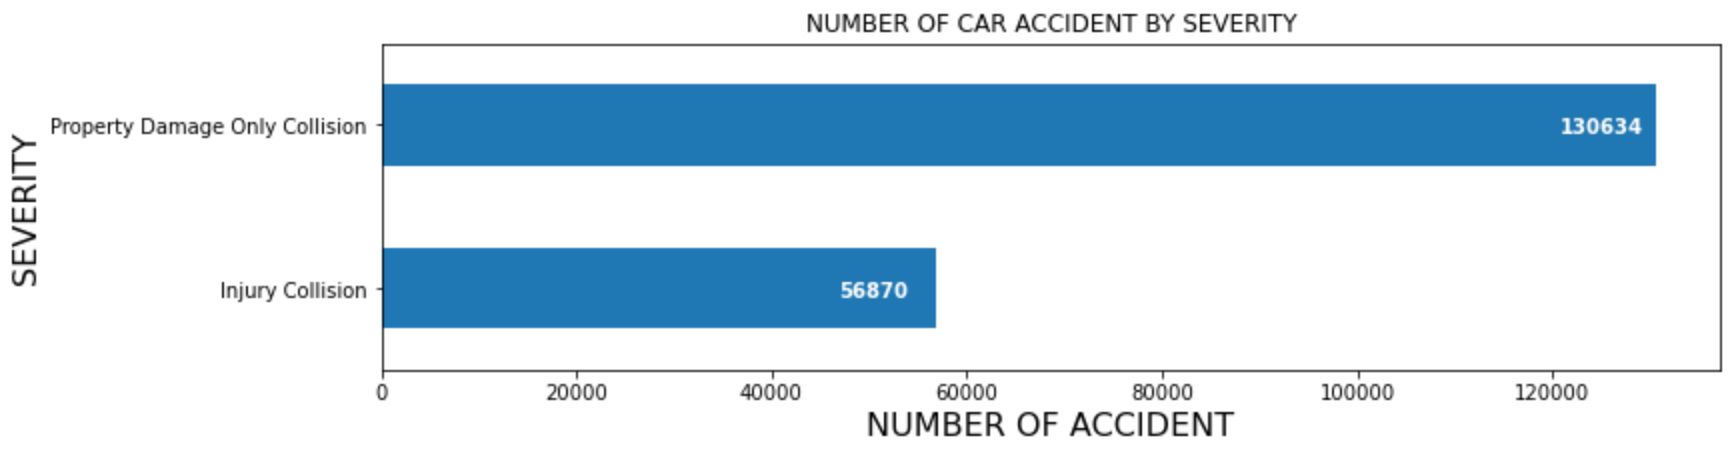 NUMBER OF CAR ACCIDENT BY SEVERITY
SEVERITY
Property Damage Only Collision
130634
Injury Collision
56870
0 20000 40000 60000 80000 100000 120000
NUMBER OF ACCIDENT